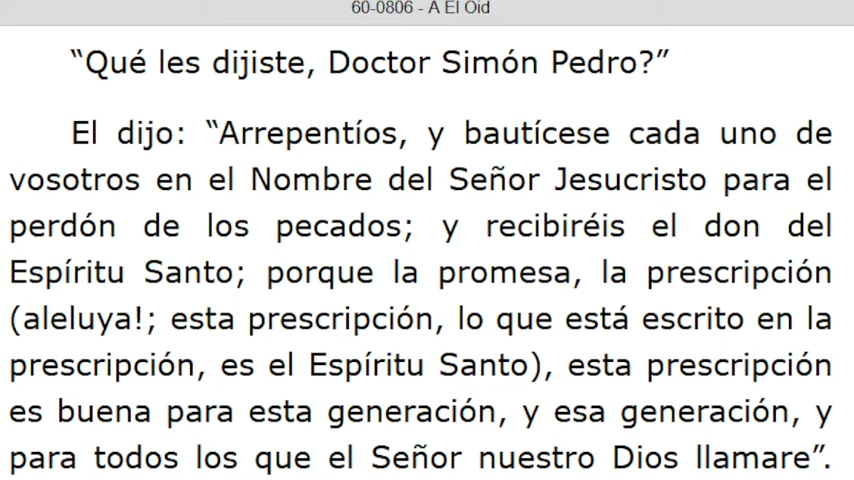 60-0806 - A El Oid
“Qué les dijiste, Doctor Simón Pedro?”
El dijo: “Arrepentíos, y bautícese cada uno de
vosotros en el Nombre del Señor Jesucristo para el
perdón de los pecados; y recibiréis el don del
Espíritu Santo; porque la promesa, la prescripción
(aleluya!; esta prescripción, lo que está escrito en la
prescripción, es el Espíritu Santo), esta prescripción
es buena para esta generación, y esa generación, y
para todos los que el Señor nuestro Dios llamare”.